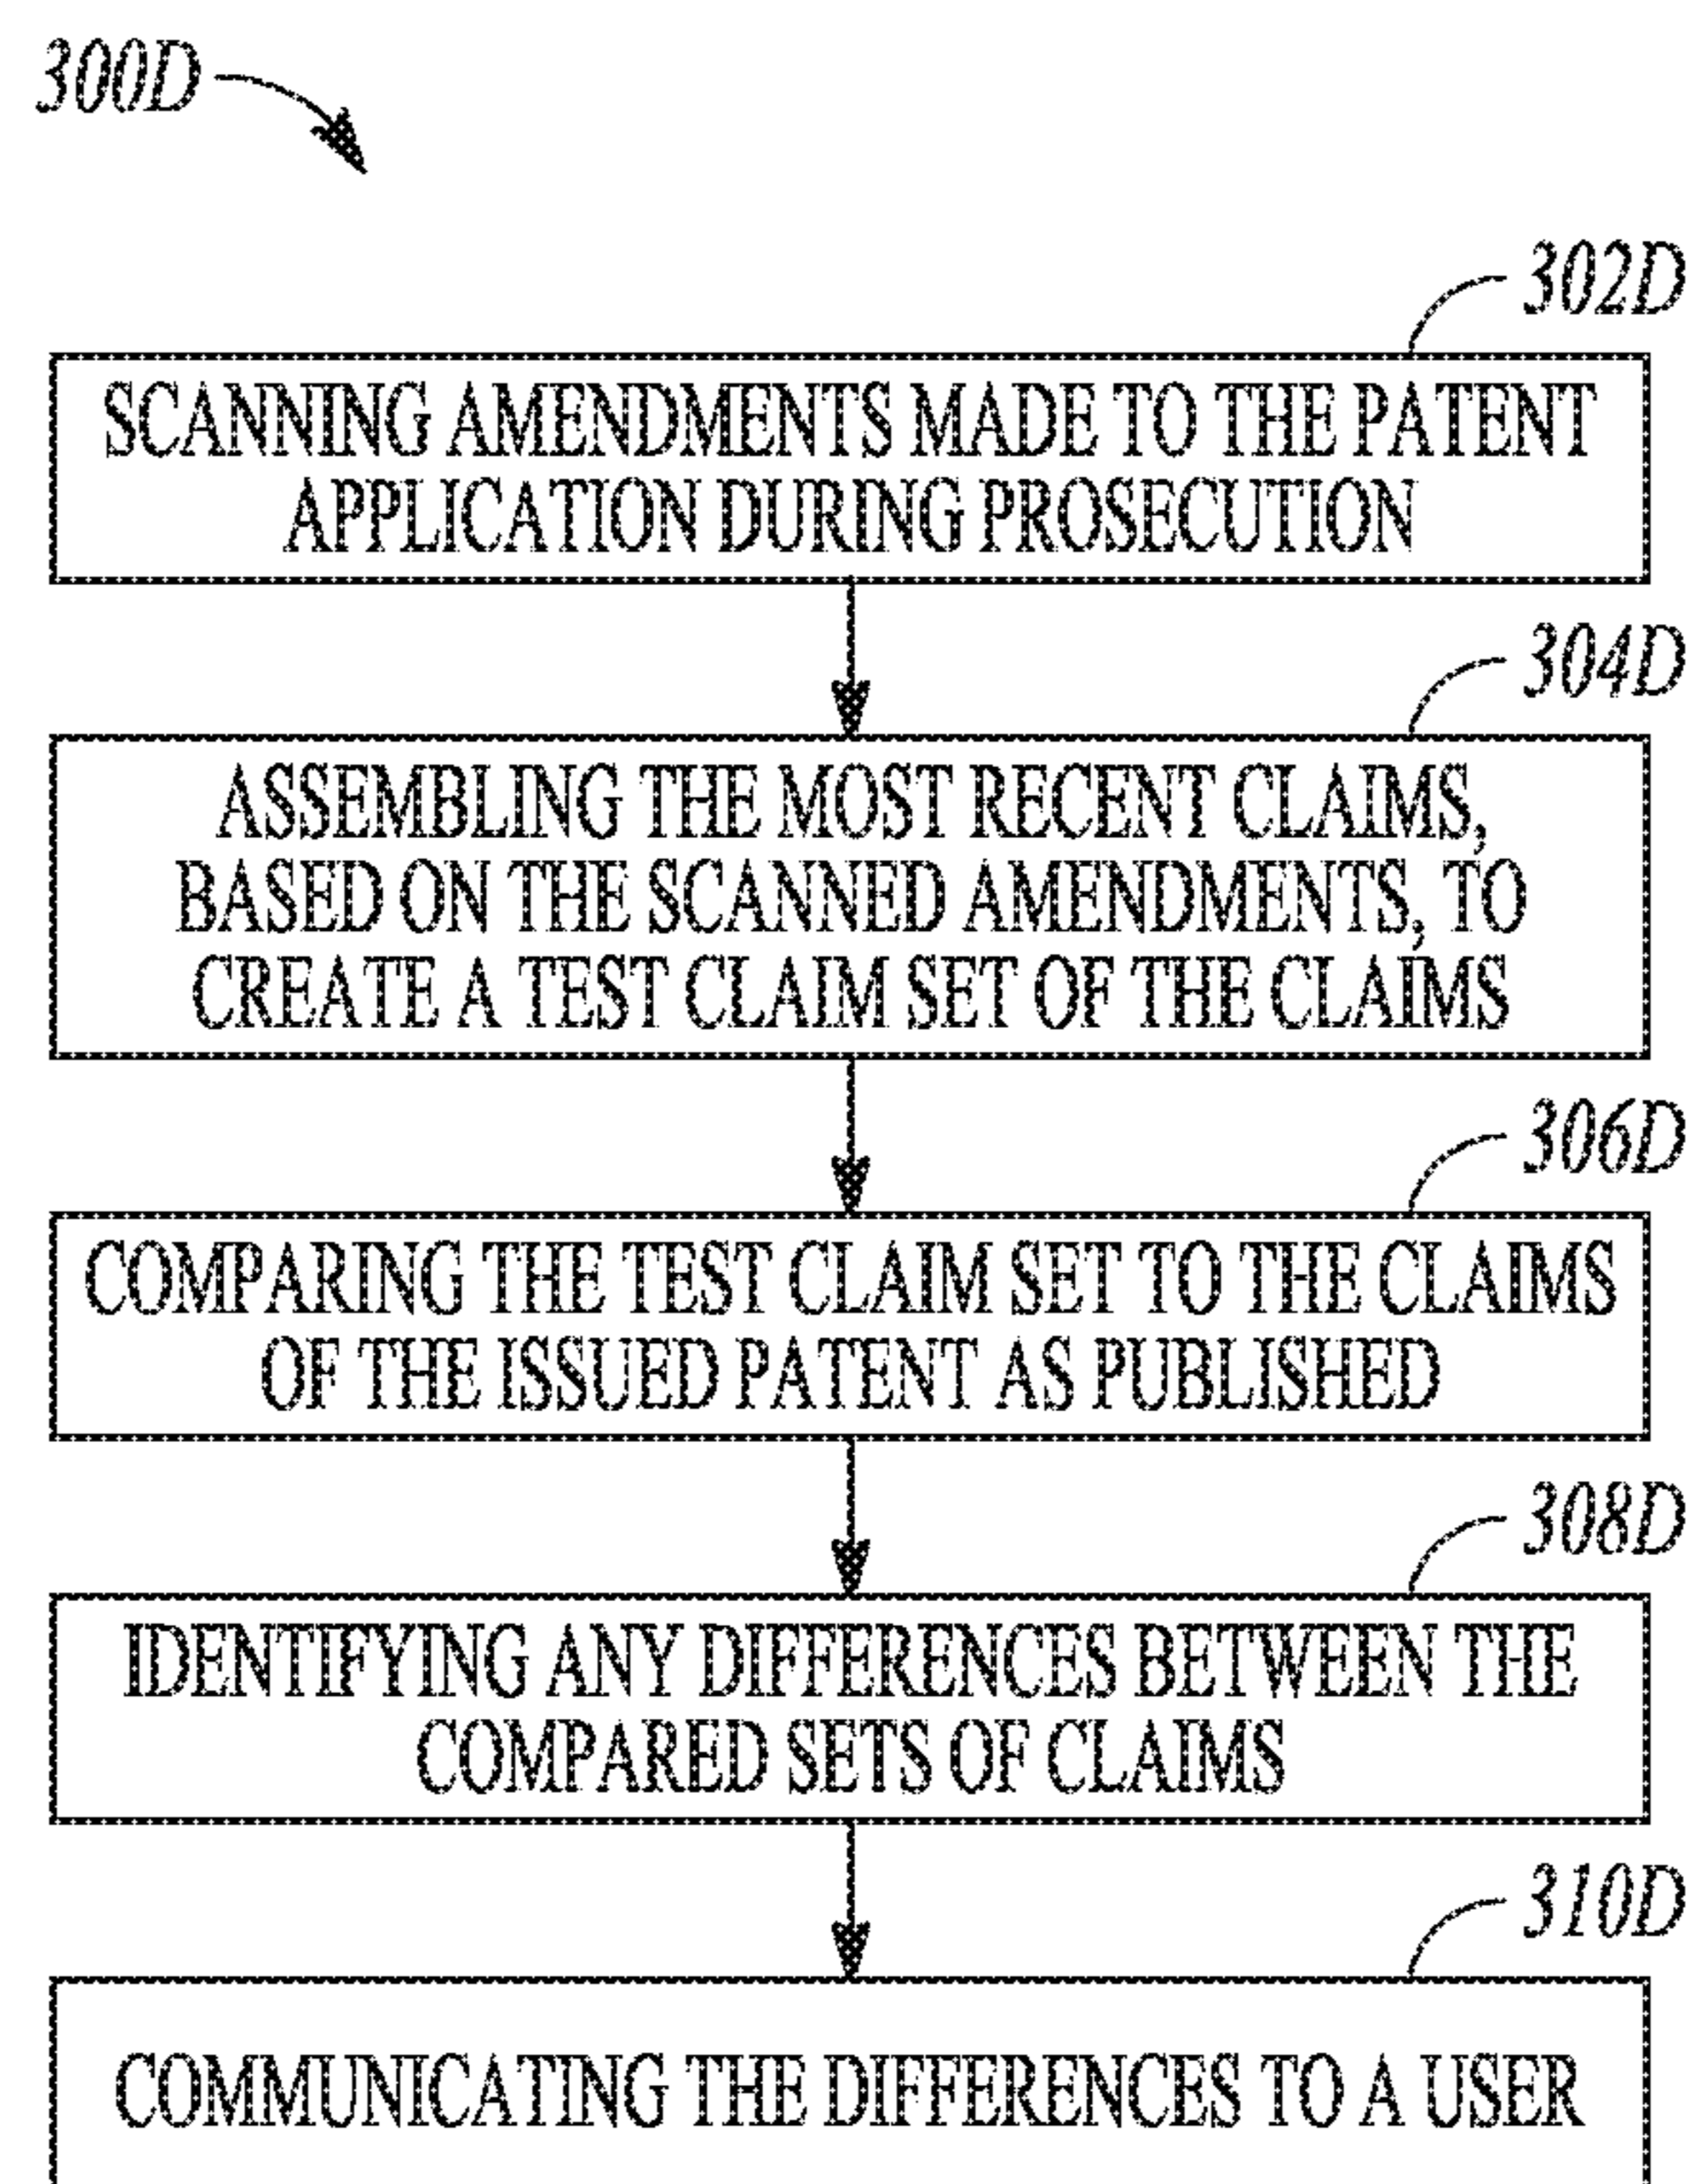 300D
302D
SCANNING AMENDMENTS MADE TO THE PATENT
APPLICATION DURING PROSECUTION
304D
ASSEMBLING THE MOST RECENT CLAIMS,
BASED ON THE SCANNED AMENDMENTS, TO
CREATE A TEST CLAIM SET OF THE CLAIMS
306D
COMPARING THE TEST CLAIM SET TO THE CLAIMS
OF THE ISSUED PATENT AS PUBLISHED
308D
IDENTIFYING ANY DIFFERENCES BETWEEN THE
COMPARED SETS OF CLAIMS
310D
COMMUNICATING THE DIFFERENCES TO A USER